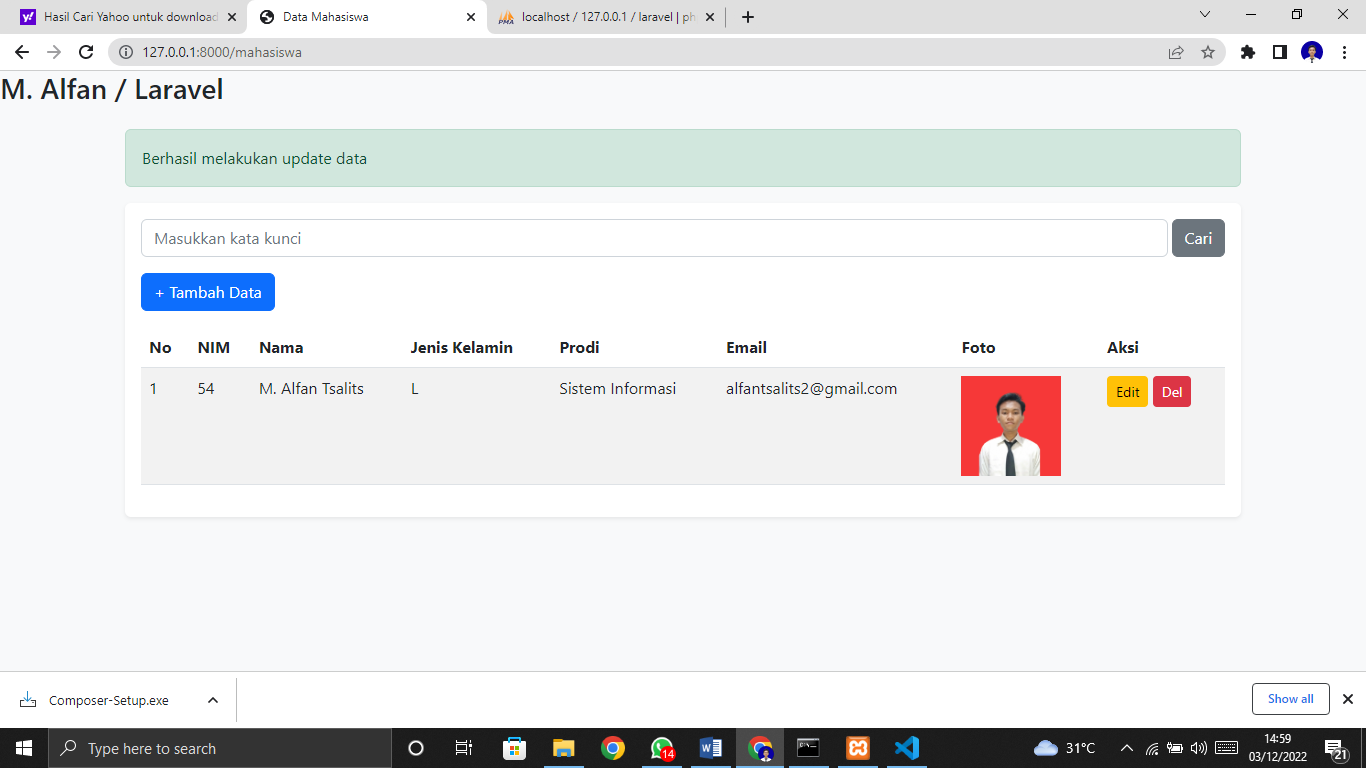 Hasil Cari Yahoo untuk download
Data Mahasiswa
localhost / 127.0.0.1 / laravel | ph
127.0.0.1:8000/mahasiswa
M. Alfan / Laravel
Berhasil melakukan update data
Masukkan kata kunci
Cari
+ Tambah Data
No NIM Nama Jenis Kelamin Prodi Email Foto Aksi
1 54 M. Alfan Tsalits L Sistem Informasi alfantsalits2@gmail.com Edit Del
Composer-Setup.exe
Show all
Type here to search
14
31°C
14:59
03/12/2022
21